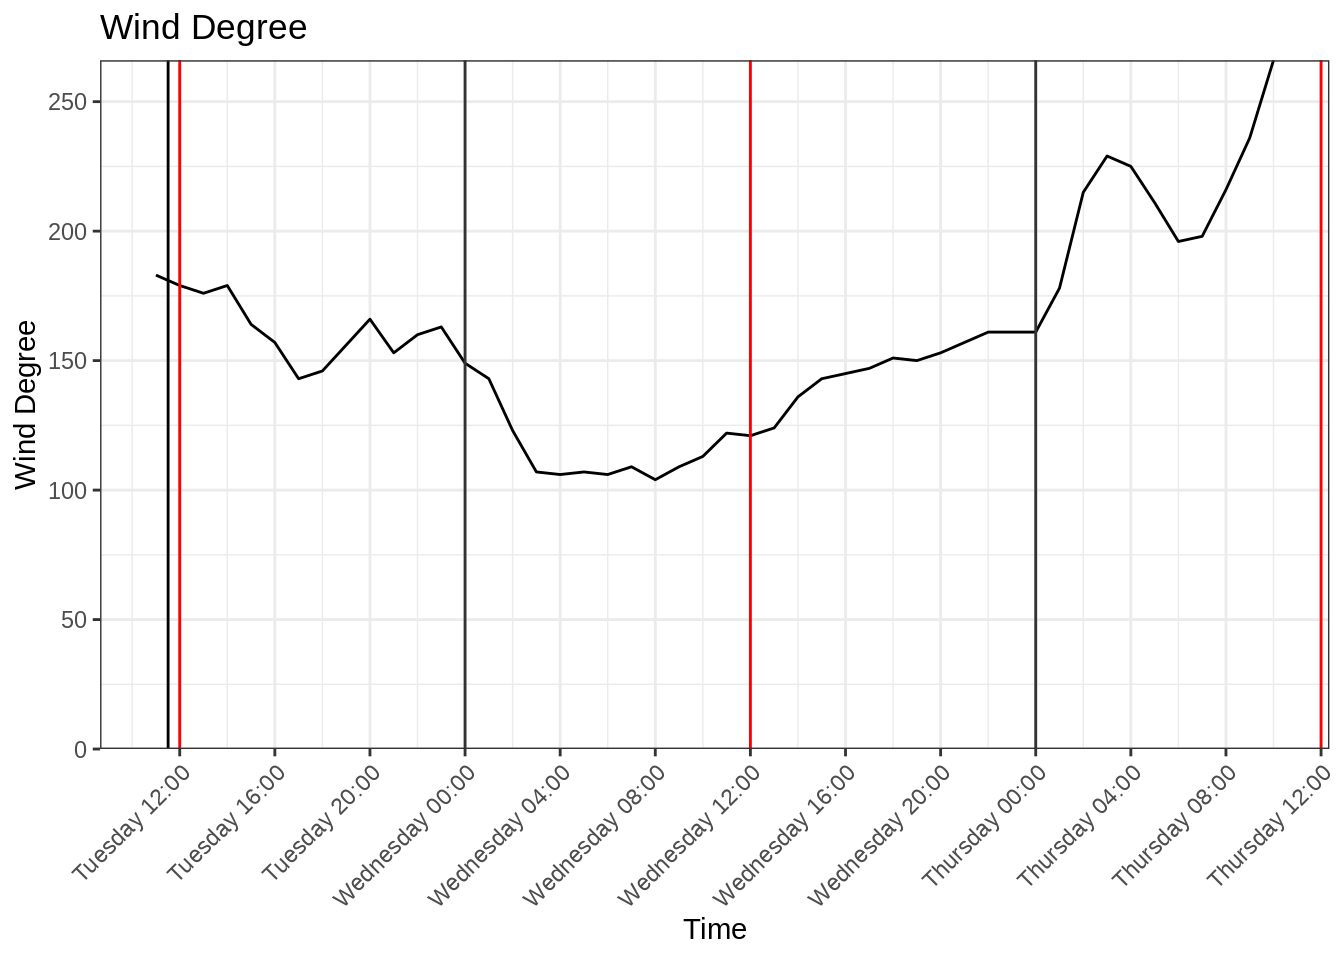 Wind Degree
Wind Degree
250
200
150
100
50
0
Tuesday 12:00
Tuesday 16:00
Tuesday 20:00
Wednesday 00:00
Wednesday 04:00
Wednesday 08:00
Wednesday 12:00
Wednesday 16:00
Wednesday 20:00
Thursday 00:00
Thursday 04:00
Thursday 08:00
Thursday 12:00
Time